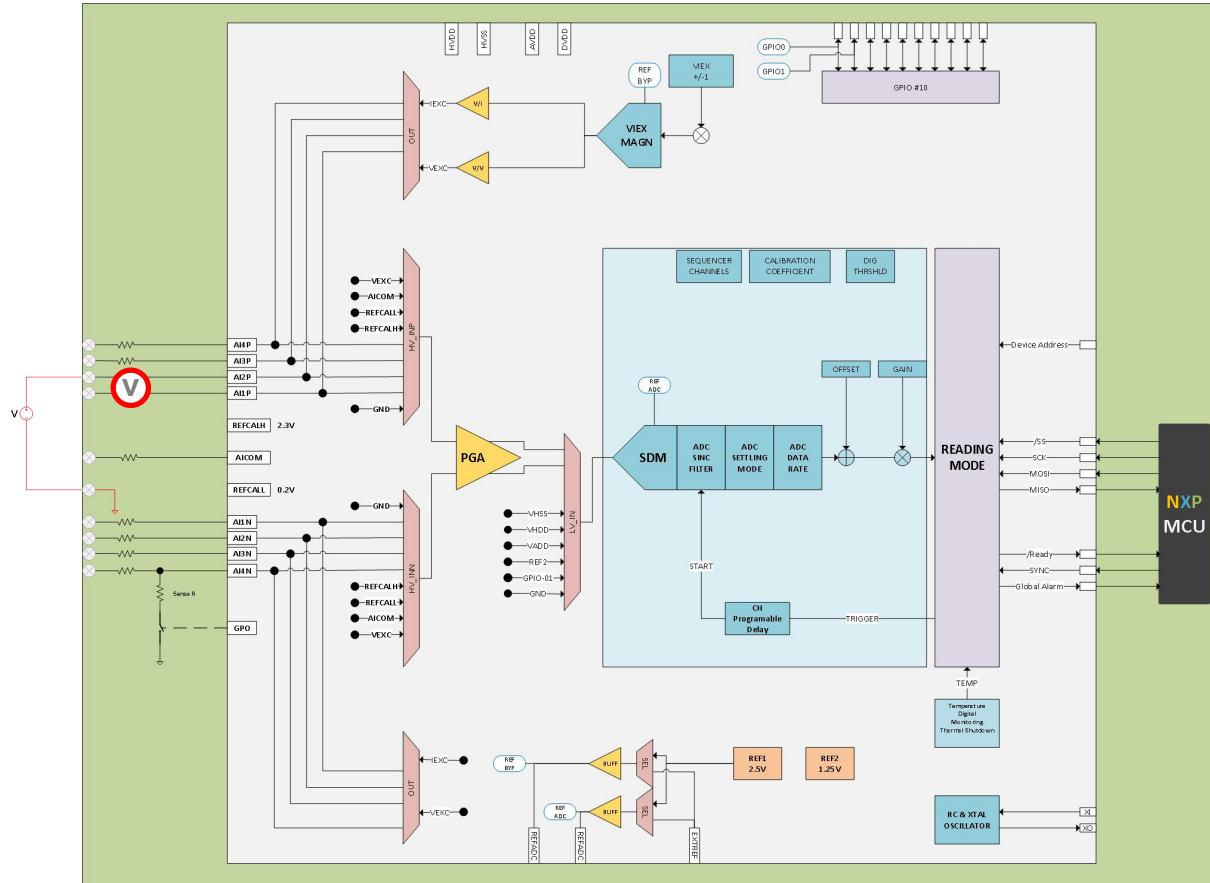 HVDD
HVSS
AVDD
DVDD
GPIO0
GPIO1
GPIO #10
REF
BYP
VIEX
+/-1
IEXC
V/I
OUT
VIEX
MAGN
VEXC
V/V
SEQUENCER
CHANNELS
CALIBRATION
COEFFICIENT
DIG
THRSHLD
VEXC
AICOM
REFCALL
REFCALH
HV_INP
GND
AI4P
AI3P
AI2P
AI1P
V
V
REFCALH 2.3V
AICOM
REFCALL 0.2V
AI1N
AI2N
AI3N
AI4N
Sense R
GPO
GND
HV_INN
REFCALH
REFCALL
AICOM
VEXC
PGA
LV_IN
VHSS
VHDD
VADD
REF2
GPIO-01
GND
REF
ADC
SDM
ADC
SINC
FILTER
ADC
SETTLING
MODE
ADC
DATA
RATE
OFFSET
GAIN
START
CH
Programable
Delay
TRIGGER
READING
MODE
Device Address
/SS
SCK
MOSI
MISO
/Ready
SYNC
Global Alarm
NXP
MCU
TEMP
Temperature
Digital
Monitoring
Thermal Shutdown
OUT
IEXC
VEXC
REF
BYP
BUFF
SEL
REF
ADC
BUFF
SEL
REF1
2.5V
REF2
1.25V
REFADC
REFADC
EXTREF
RC & XTAL
OSCILLATOR
XI
XO